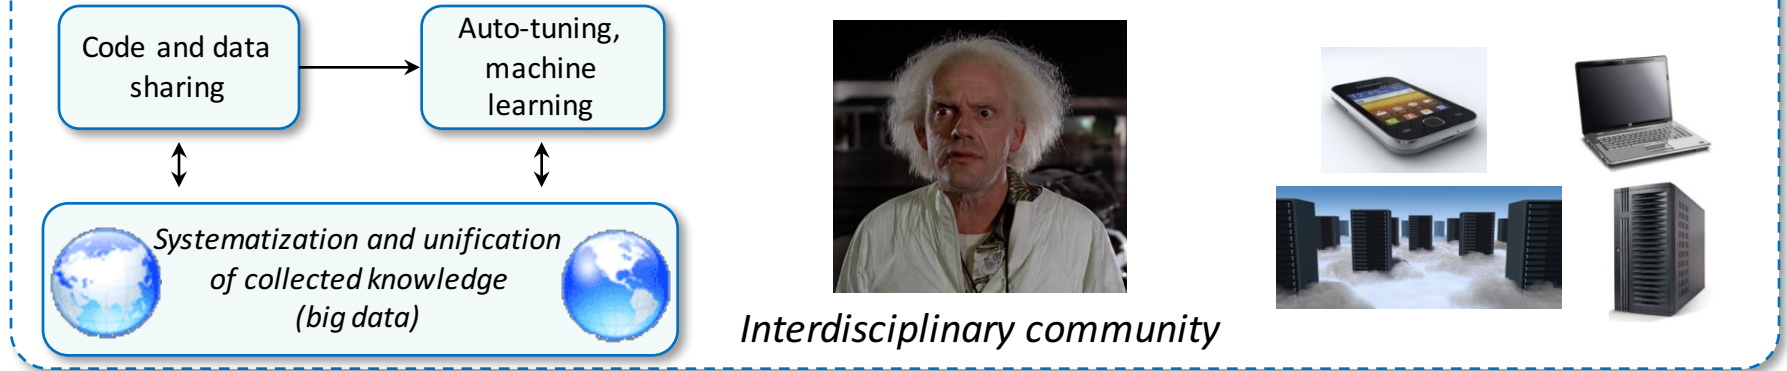 Code and data
sharing
Auto-tuning,
machine
learning
Systematization and unification
of collected knowledge
(big data)
Interdisciplinary community